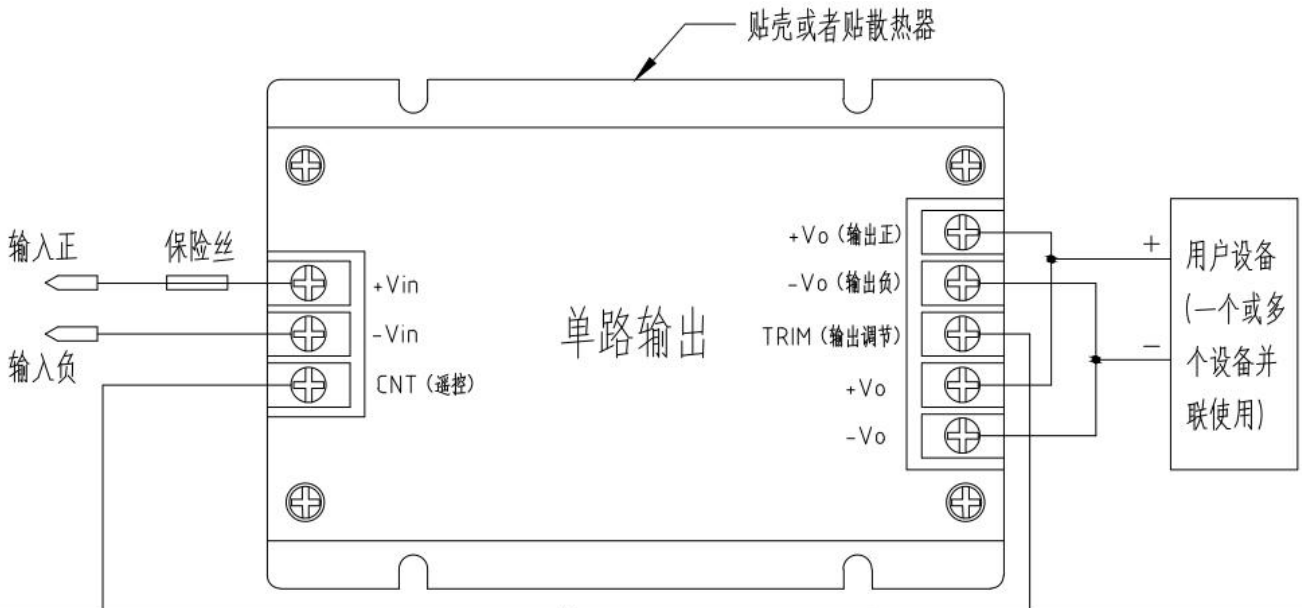 贴壳或者贴散热器
输入正
保险丝
+Vin
-Vin
输入负
CNT (遥控)
单路输出
+Vo (输出正)
-Vo (输出负)
TRIM (输出调节)
+Vo
-Vo
+
-
用户设备
(一个或多
个设备并
联使用)